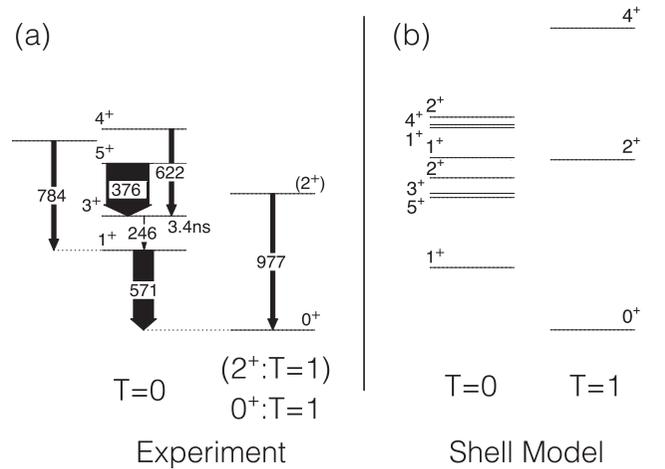 (a)
4⁺
5⁺
784
376
622
(2⁺)
3⁺
3.4ns
1⁺
246
977
571
0⁺
T=0
(2⁺:T=1)
0⁺:T=1
Experiment
(b)
4⁺
2⁺
4⁺
1⁺
2⁺
1⁺
2⁺
3⁺
5⁺
1⁺
0⁺
T=0
T=1
Shell Model